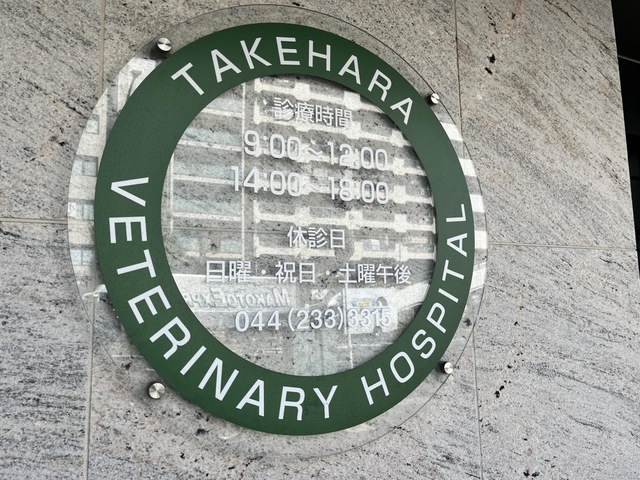 TAKEHARA
VETERINARY HOSPITAL
診療時間
9:00~12:00
14:00~18:00
休診日
日曜・祝日・土曜午後
044(233)3315